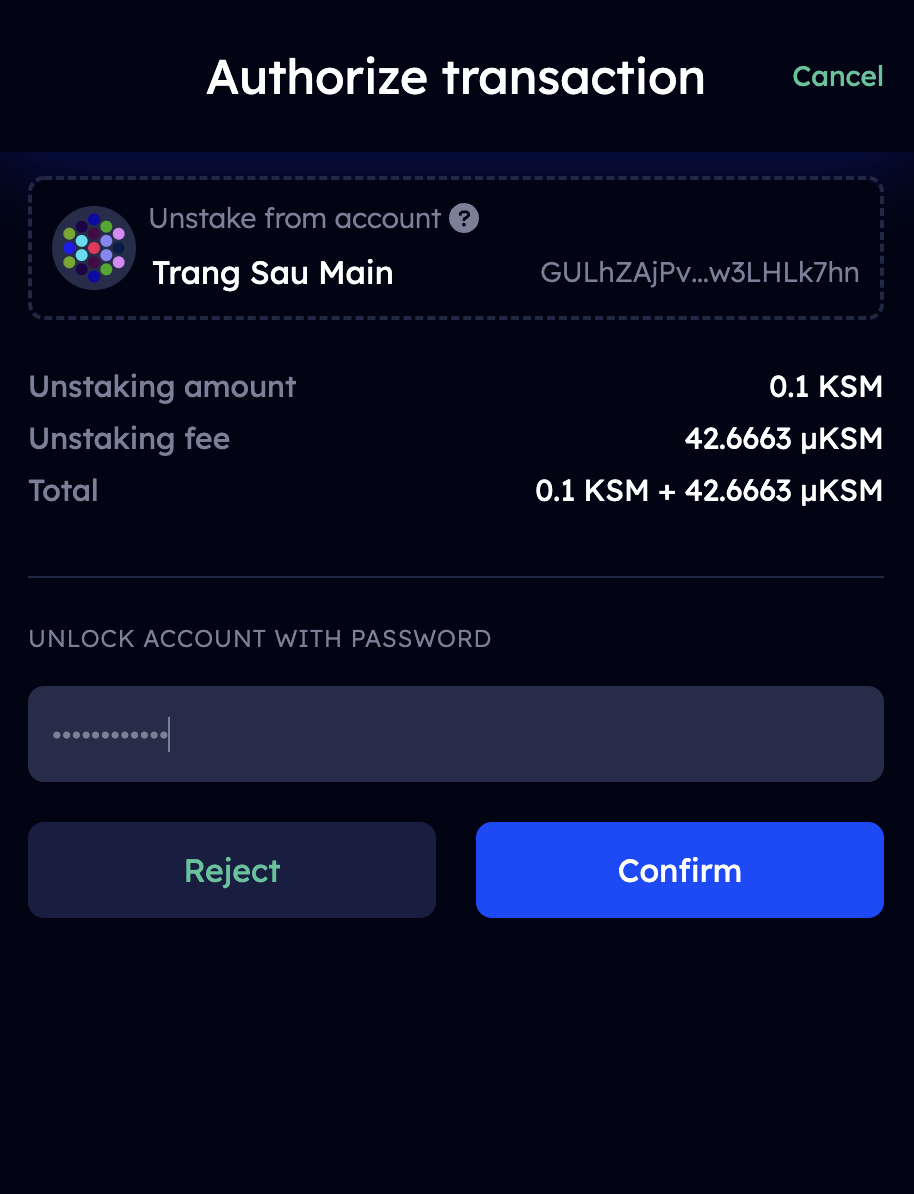 Authorize transaction
Cancel
Unstake from account ?
Trang Sau Main GULhZAjPv...w3LHLk7hn
Unstaking amount 0.1 KSM
Unstaking fee 42.6663 μKSM
Total 0.1 KSM + 42.6663 μKSM
UNLOCK ACCOUNT WITH PASSWORD
••••••••••••
Reject
Confirm